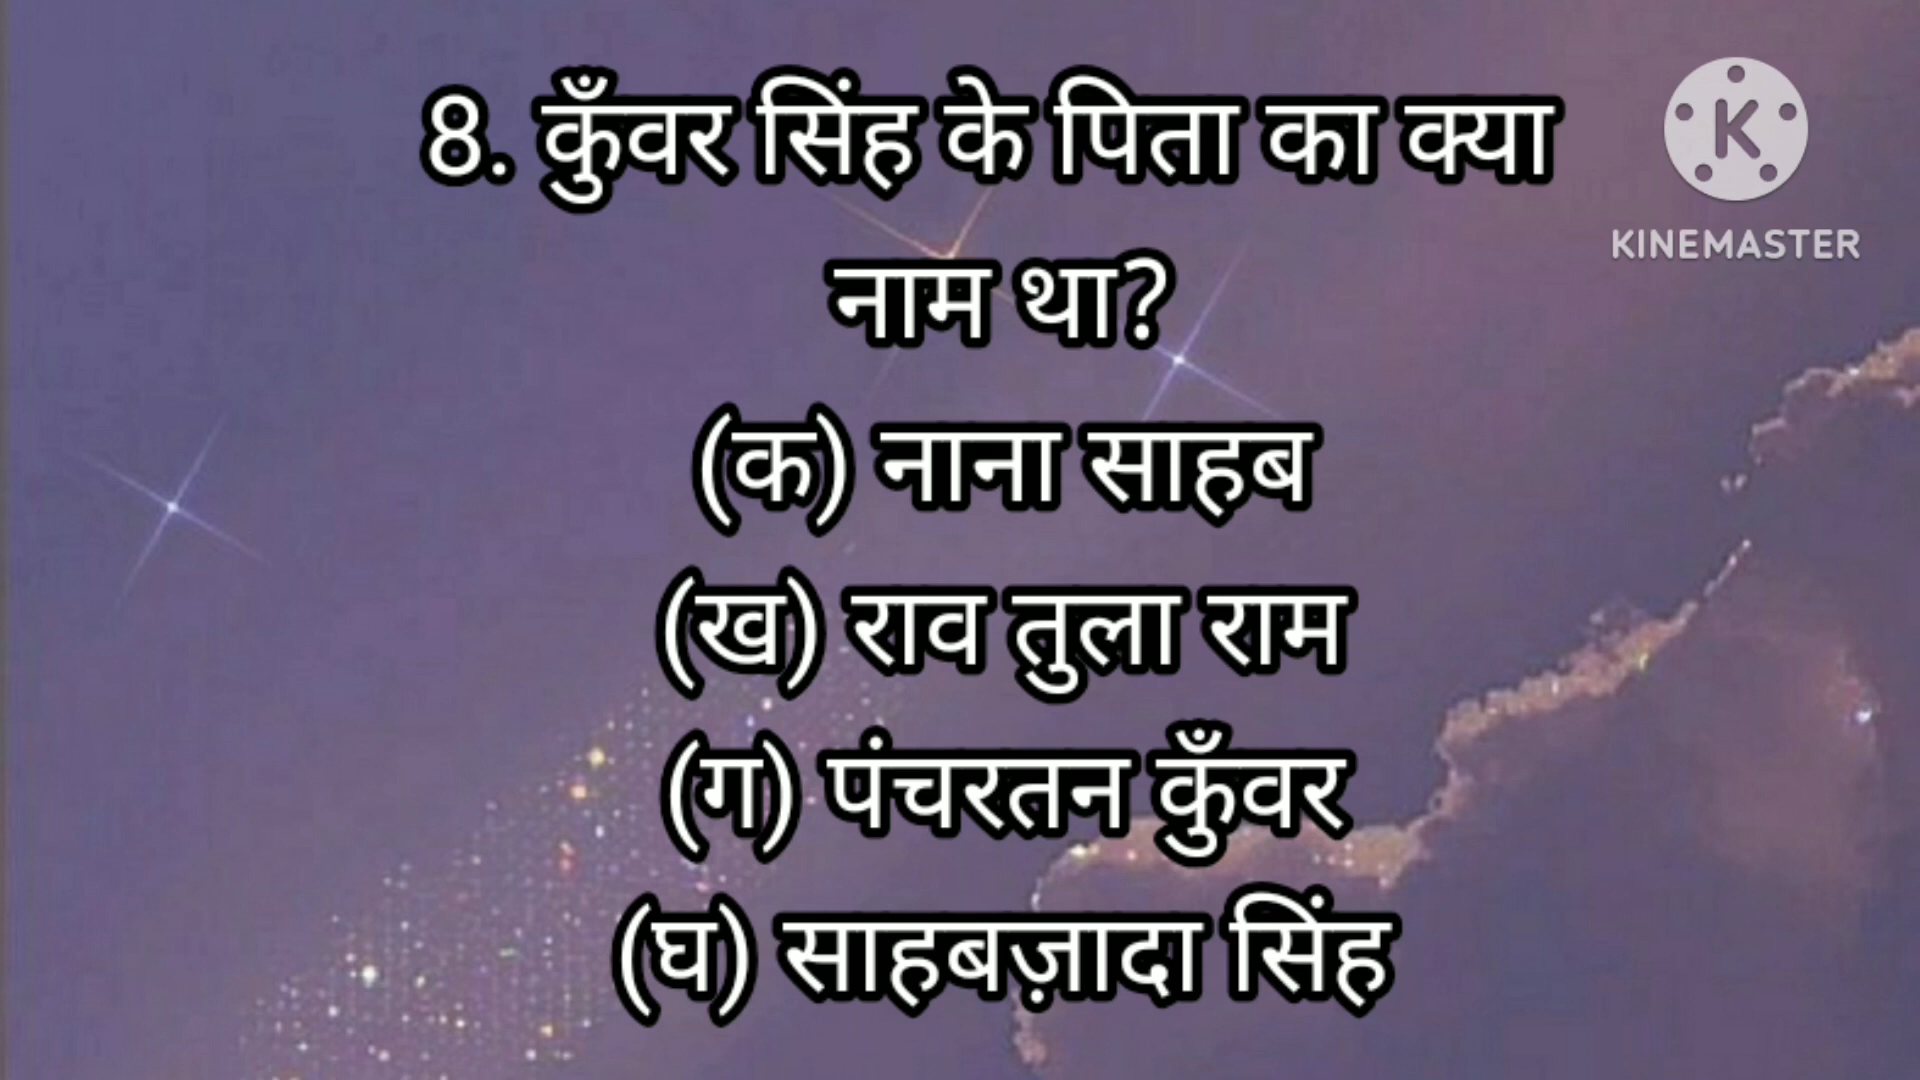 8. कुँवर सिंह के पिता का क्या
नाम था?
(क) नाना साहब
(ख) राव तुला राम
(ग) पंचरतन कुँवर
(घ) साहबज़ादा सिंह
K
KINEMASTER